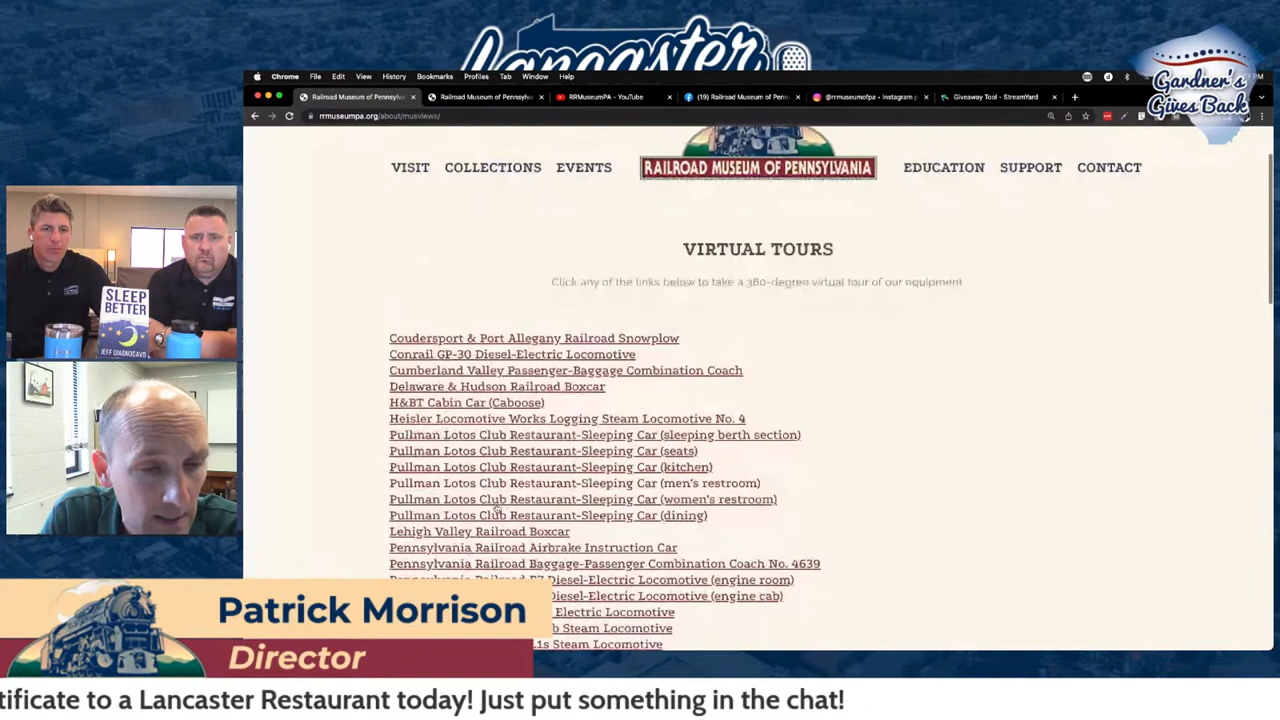 Lancaster
Gardner's
Gives Back
Chrome File Edit View History Bookmarks Profiles Tab Window Help
Railroad Museum of Pennsylva
Railroad Museum of Pennsylva
RRMuseumPA - YouTube
(19) Railroad Museum of Penn
@rrmuseumofpa • Instagram p
Giveaway Tool - StreamYard
rrmuseumpa.org/about/musviews/
VISIT COLLECTIONS EVENTS
RAILROAD MUSEUM OF PENNSYLVANIA
EDUCATION SUPPORT CONTACT
VIRTUAL TOURS
Click any of the links below to take a 360-degree virtual tour of our equipment
Coudersport & Port Allegany Railroad Snowplow
Conrail GP-30 Diesel-Electric Locomotive
Cumberland Valley Passenger-Baggage Combination Coach
Delaware & Hudson Railroad Boxcar
H&BT Cabin Car (Caboose)
Heisler Locomotive Works Logging Steam Locomotive No. 4
Pullman Lotos Club Restaurant-Sleeping Car (sleeping berth section)
Pullman Lotos Club Restaurant-Sleeping Car (seats)
Pullman Lotos Club Restaurant-Sleeping Car (kitchen)
Pullman Lotos Club Restaurant-Sleeping Car (men's restroom)
Pullman Lotos Club Restaurant-Sleeping Car (women's restroom)
Pullman Lotos Club Restaurant-Sleeping Car (dining)
Lehigh Valley Railroad Boxcar
Pennsylvania Railroad Airbrake Instruction Car
Pennsylvania Railroad Baggage-Passenger Combination Coach No. 4639
Diesel-Electric Locomotive (engine room)
Diesel-Electric Locomotive (engine cab)
Electric Locomotive
Steam Locomotive
Steam Locomotive
SLEEP
BETTER
JEFF DIAGNOCAVO
Patrick Morrison
Director
tificate to a Lancaster Restaurant today! Just put something in the chat!